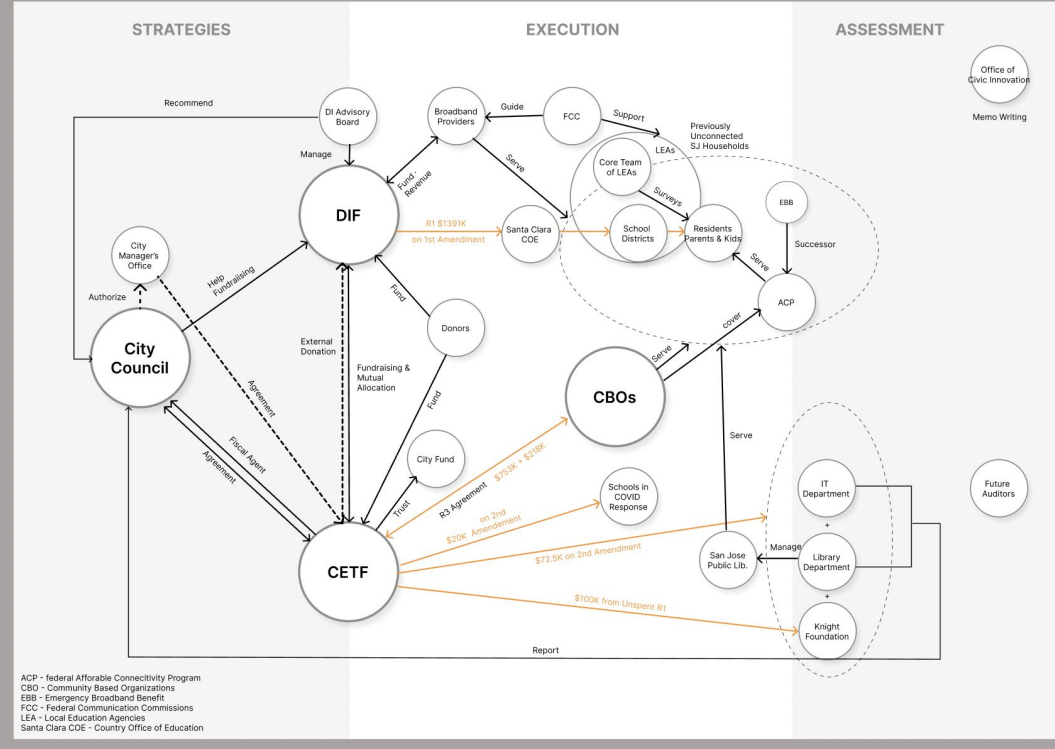 STRATEGIES
EXECUTION
ASSESSMENT
Office of
Civic Innovation
Memo Writing
Recommend
DI Advisory
Board
Manage
Broadband
Providers
Guide
FCC
Support
Previously
Unconnected
SJ Households
LEAs
Core Team
of LEAs
Serve
Fund ·
Revenue
Surveys
EBB
DIF
R1 $1391K
on 1st Amendment
Santa Clara
COE
School
Districts
Residents
Parents & Kids
Successor
City
Manager's
Office
Help
Fundralising
Serve
Authorize
Fund
ACP
Donors
cover
City
Council
External
Donation
Fundraising &
Mutual
Allocation
Serve
CBOs
Agreement
Fund
Fiscal Agent
Agreement
City Fund
Trust
R3 Agreement
$753K + $218K
Serve
Schools in
COVID
Response
on 2nd
$20K Amendement
IT
Department
+
Future
Auditors
CETF
$72.5K on 2nd Amendment
San Jose
Public Lib.
Manage
Library
Department
+
$100K from Unspent R1
Knight
Foundation
Report
ACP - federal Afforable Connecitivity Program
CBO - Community Based Organizations
EBB - Emergency Broadband Benefit
FCC - Federal Communication Commissions
LEA - Local Education Agencies
Santa Clara COE - Country Office of Education